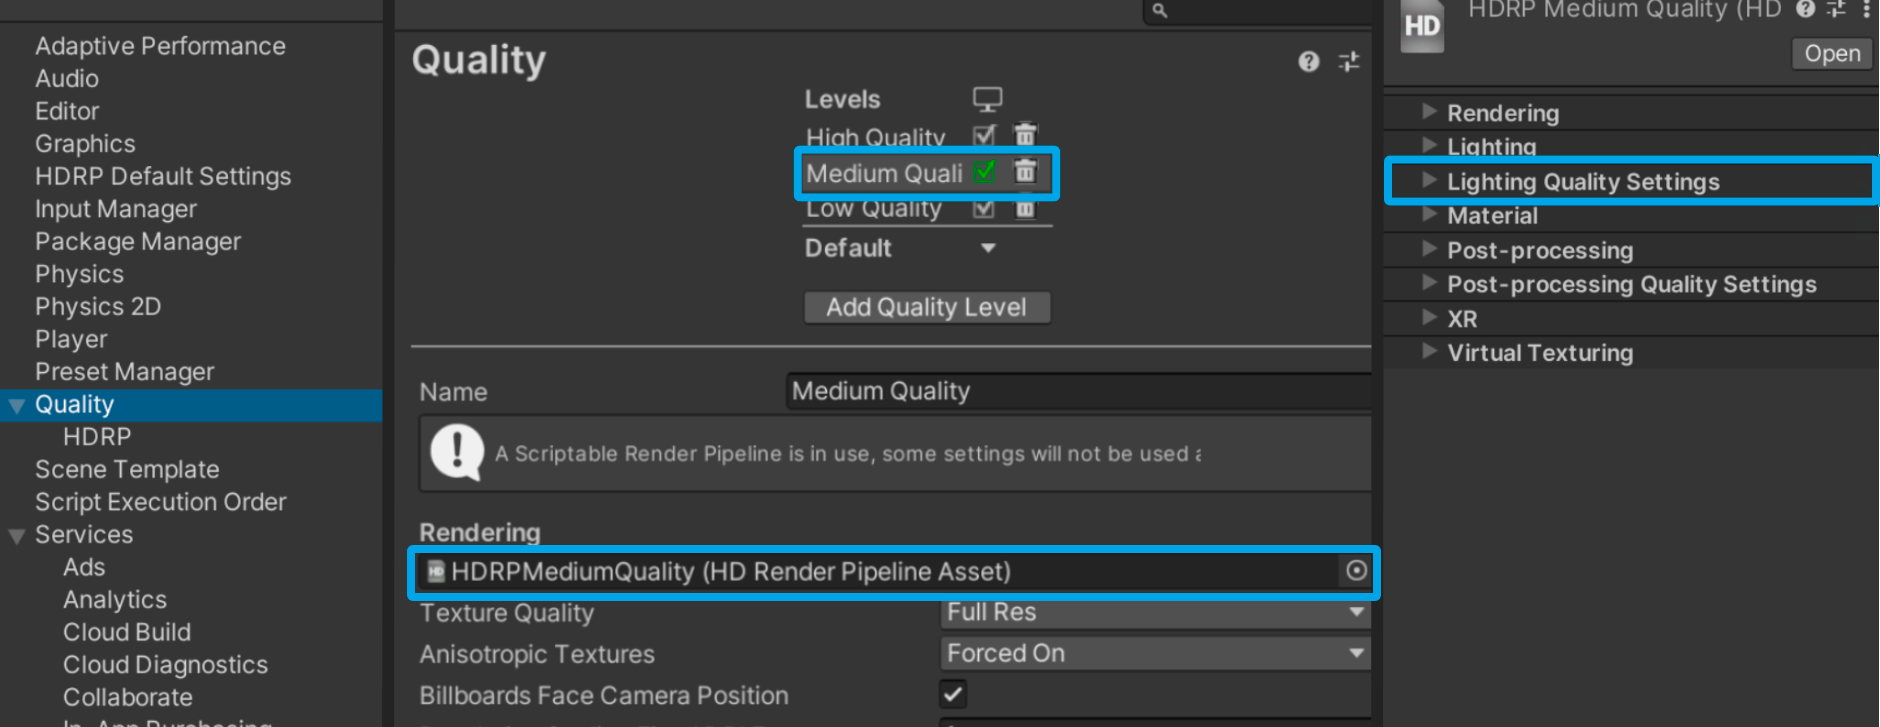 Adaptive Performance
Audio
Editor
Graphics
HDRP Default Settings
Input Manager
Package Manager
Physics
Physics 2D
Player
Preset Manager
Quality
HDRP
Scene Template
Script Execution Order
Services
Ads
Analytics
Cloud Build
Cloud Diagnostics
Collaborate
In-App Purchasing
Quality
Levels
High Quality
Medium Quali
Low Quality
Default
Add Quality Level
Name Medium Quality
A Scriptable Render Pipeline is in use, some settings will not be used
Rendering
HD HDRPMediumQuality (HD Render Pipeline Asset)
Texture Quality Full Res
Anisotropic Textures Forced On
Billboards Face Camera Position
HD HDRP Medium Quality (HD
Open
Rendering
Lighting
Lighting Quality Settings
Material
Post-processing
Post-processing Quality Settings
XR
Virtual Texturing